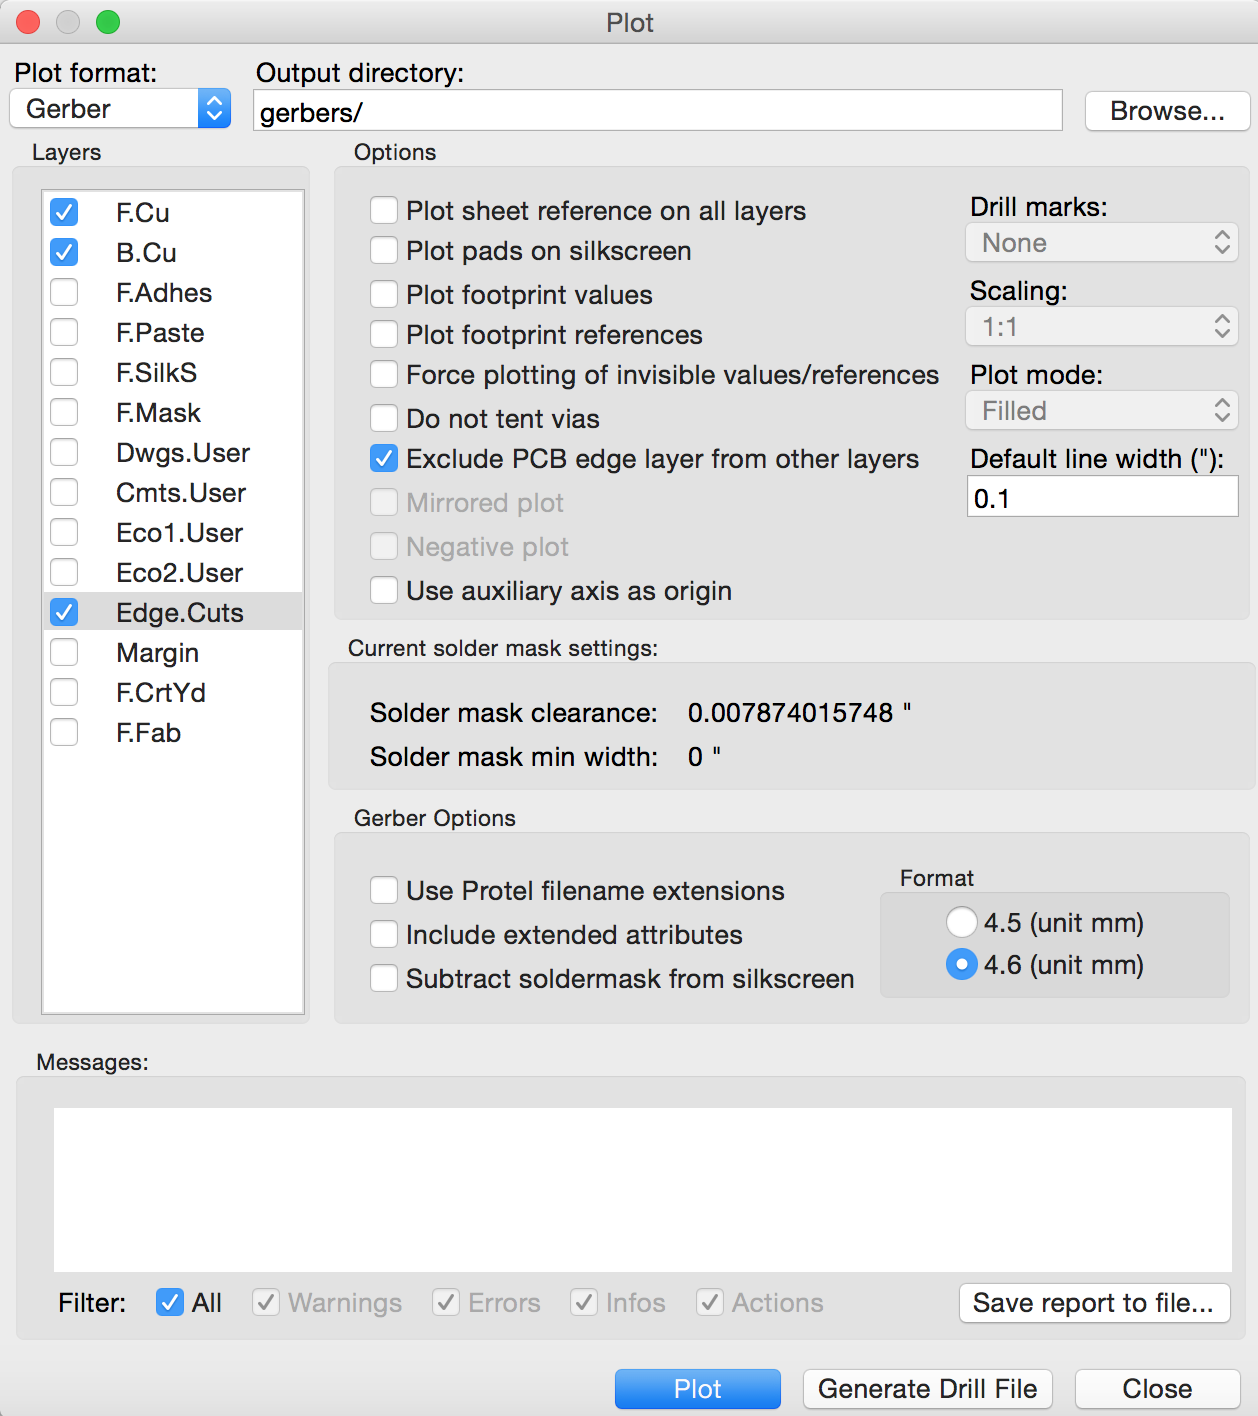 Plot
Plot format:
Output directory:
Gerber
gerbers/
Browse...
Layers
F.Cu
B.Cu
F.Adhes
F.Paste
F.SilkS
F.Mask
Dwgs.User
Cmts.User
Eco1.User
Eco2.User
Edge.Cuts
Margin
F.CrtYd
F.Fab
Options
Plot sheet reference on all layers
Plot pads on silkscreen
Plot footprint values
Plot footprint references
Force plotting of invisible values/references
Do not tent vias
Exclude PCB edge layer from other layers
Mirrored plot
Negative plot
Use auxiliary axis as origin
Drill marks:
None
Scaling:
1:1
Plot mode:
Filled
Default line width ("):
0.1
Current solder mask settings:
Solder mask clearance: 0.007874015748 "
Solder mask min width: 0 "
Gerber Options
Use Protel filename extensions
Include extended attributes
Subtract soldermask from silkscreen
Format
4.5 (unit mm)
4.6 (unit mm)
Messages:
Filter: All Warnings Errors Infos Actions
Save report to file...
Plot
Generate Drill File
Close